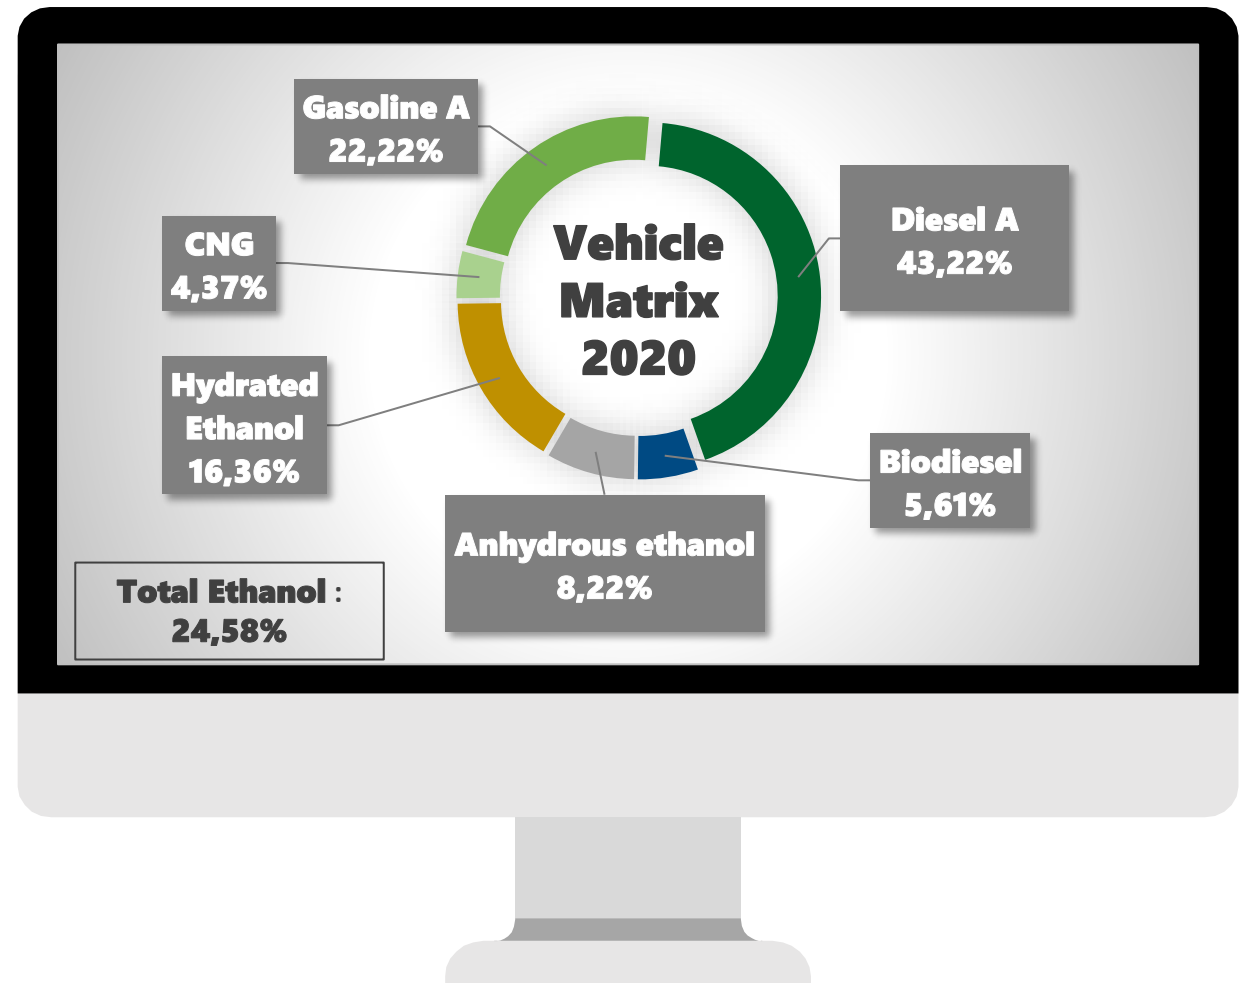 Gasoline A
22,22%
Diesel A
43,22%
CNG
4,37%
Vehicle
Matrix
2020
Hydrated
Ethanol
16,36%
Biodiesel
5,61%
Anhydrous ethanol
8,22%
Total Ethanol :
24,58%